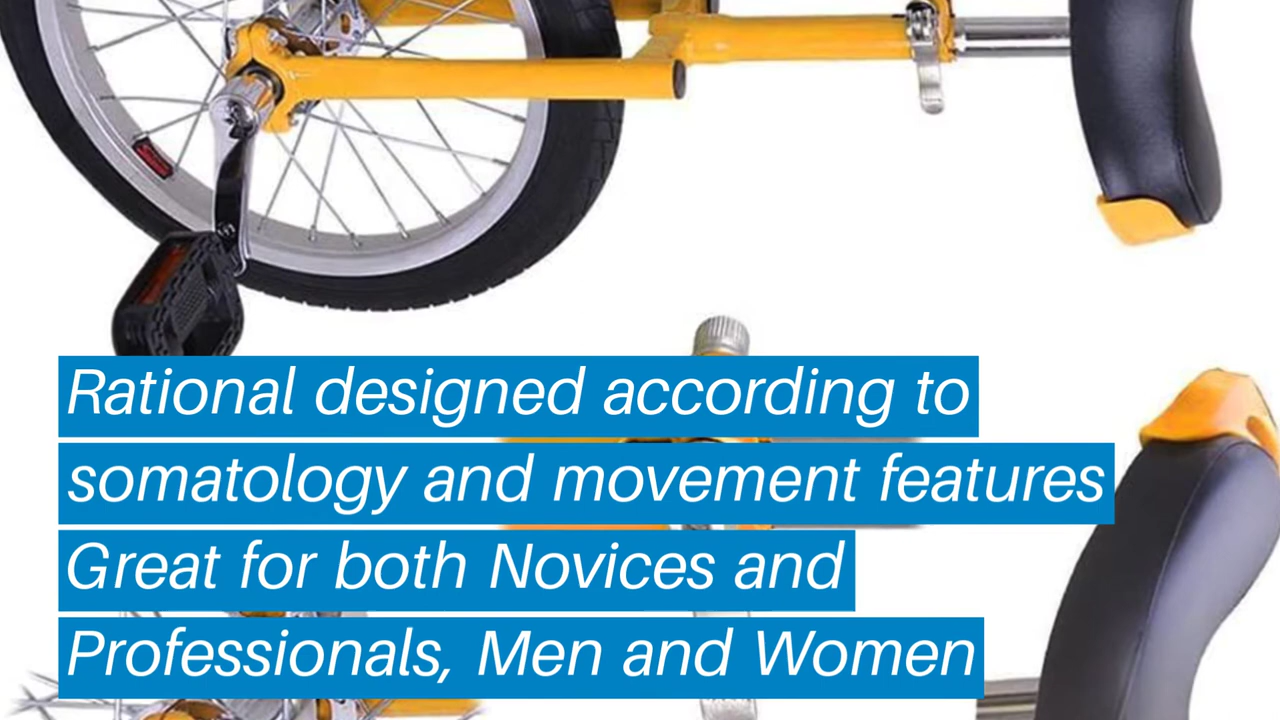 Rational designed according to
somatology and movement features
Great for both Novices and
Professionals, Men and Women